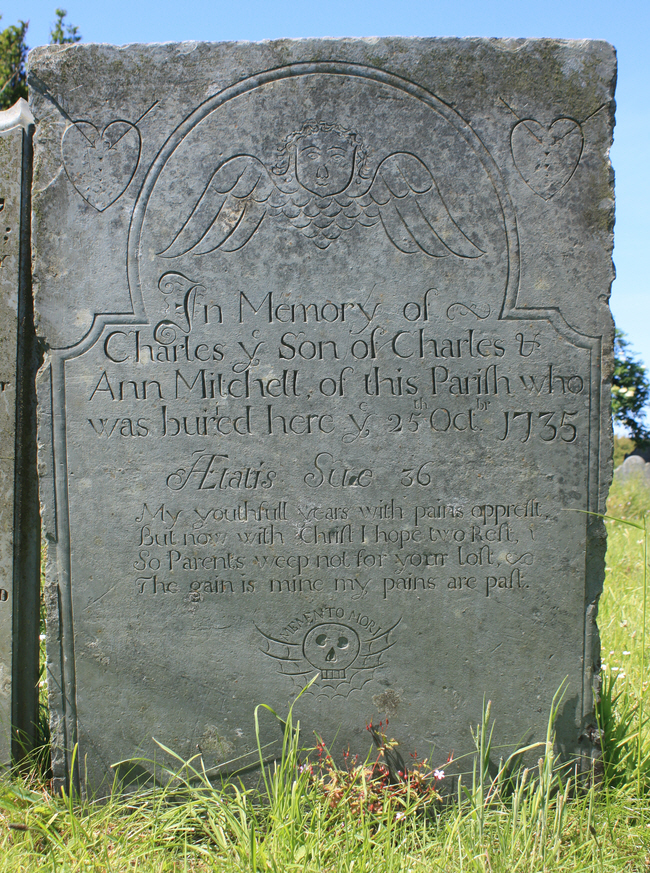 In Memory of
Charles yͤ Son of Charles &
Ann Mitchell, of this Pariſh who
was buried here yͤ 25th Octbr 1735
Ætatis Suæ 36
My youthfull years with pains oppreſt,
But now with Chriſt I hope two Reſt,
So Parents weep not for your loſt,
The gain is mine my pains are paſt.
MEMENTO MORI